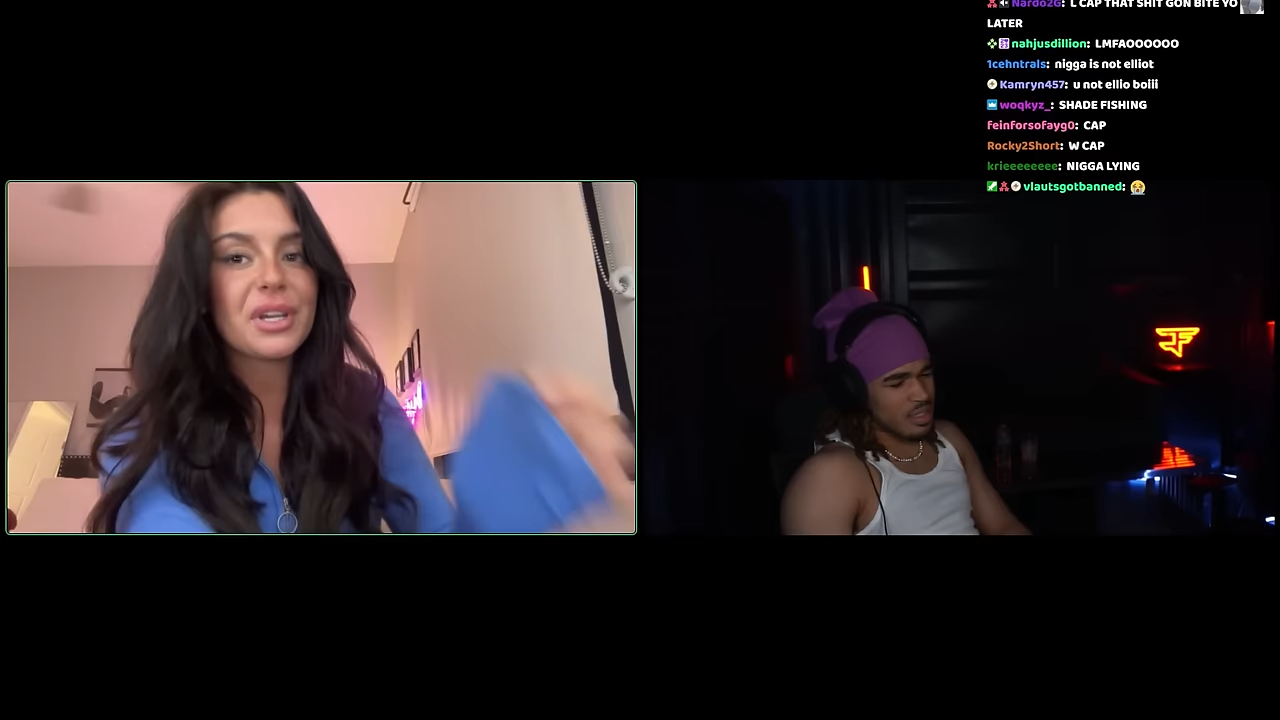 Nardo2G: L CAP THAT SHIT GON BITE YO
LATER
nahjusdillion: LMFAOOOOOO
1cehntrals: nigga is not elliot
Kamryn457: u not ellio boiii
woqkyz_: SHADE FISHING
feinforsofayg0: CAP
Rocky2Short: W CAP
krieeeeeeee: NIGGA LYING
vlautsgotbanned: